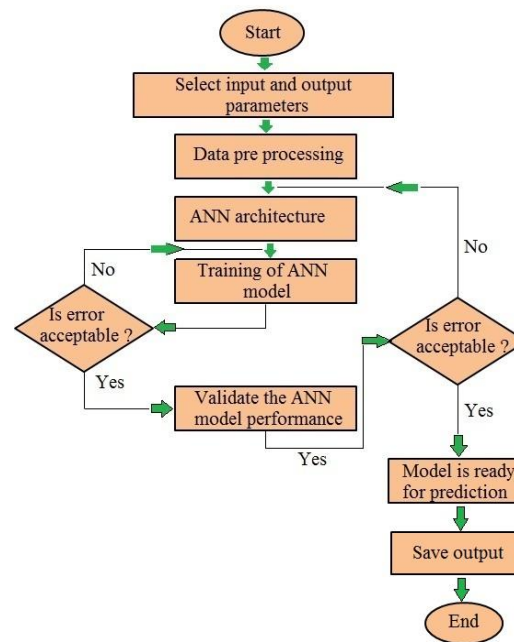 Start
Select input and output
parameters
Data pre processing
ANN architecture
No
Training of ANN
model
No
Is error
acceptable ?
Is error
acceptable ?
Yes
Validate the ANN
model performance
Yes
Yes
Model is ready
for prediction
Save output
End